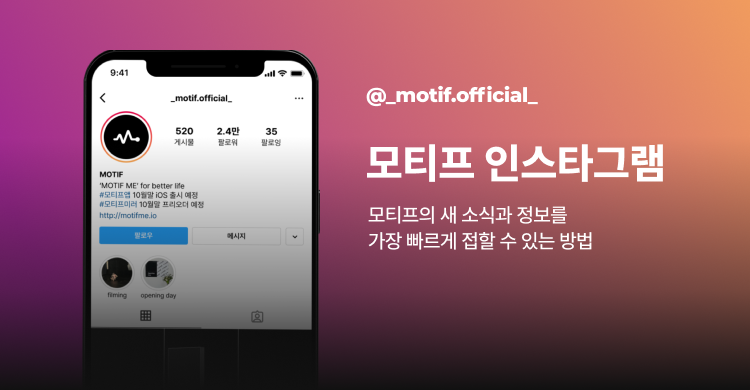 9:41
_motif.official_
520
2.4만
35
게시물
팔로워
팔로잉
MOTIF
'MOTIF ME' for better life
#모티프앱 10월말 iOS 출시 예정
#모티프미러 10월말 프리오더 예정
http://motifme.io
팔로우
메시지
filming
opening day
@_motif.official_
모티프 인스타그램
모티프의 새 소식과 정보를
가장 빠르게 접할 수 있는 방법